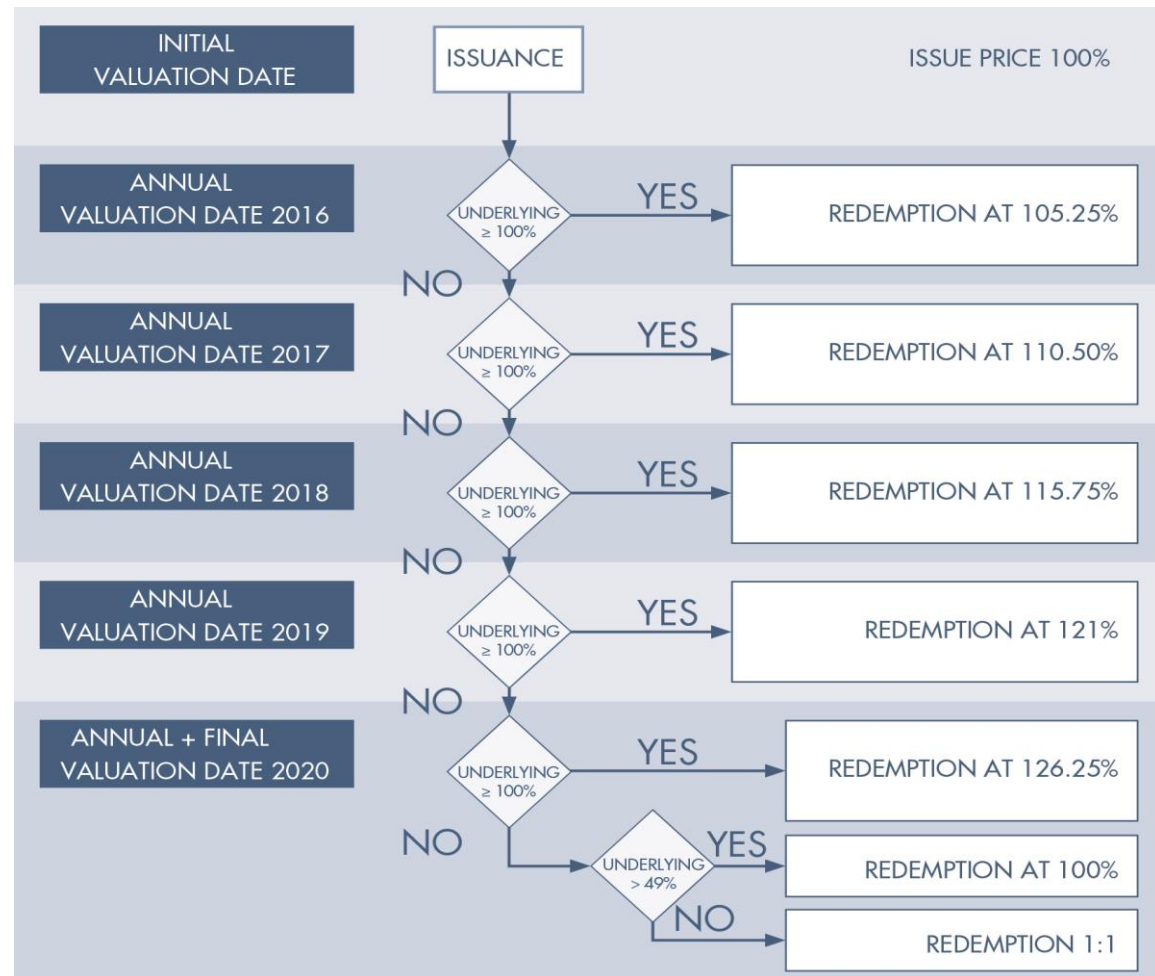 INITIAL
VALUATION DATE
ISSUANCE
ISSUE PRICE 100%
ANNUAL
VALUATION DATE 2016
UNDERLYING
≥ 100%
YES
REDEMPTION AT 105.25%
NO
ANNUAL
VALUATION DATE 2017
UNDERLYING
≥ 100%
YES
REDEMPTION AT 110.50%
NO
ANNUAL
VALUATION DATE 2018
UNDERLYING
≥ 100%
YES
REDEMPTION AT 115.75%
NO
ANNUAL
VALUATION DATE 2019
UNDERLYING
≥ 100%
YES
REDEMPTION AT 121%
NO
ANNUAL + FINAL
VALUATION DATE 2020
UNDERLYING
≥ 100%
YES
REDEMPTION AT 126.25%
NO
UNDERLYING
> 49%
YES
REDEMPTION AT 100%
NO
REDEMPTION 1:1